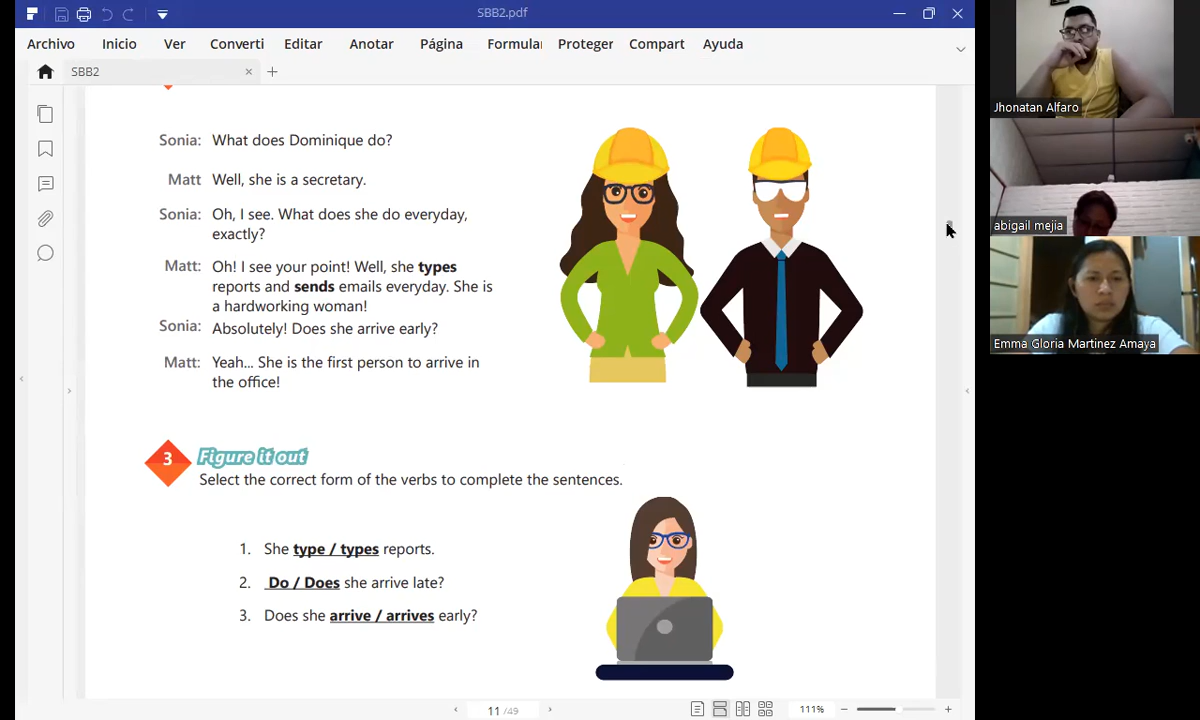 SBB2.pdf
Archivo Inicio Ver Converti Editar Anotar Página Formular Proteger Compart Ayuda
SBB2
Sonia: What does Dominique do?
Matt Well, she is a secretary.
Sonia: Oh, I see. What does she do everyday,
exactly?
Matt: Oh! I see your point! Well, she types
reports and sends emails everyday. She is
a hardworking woman!
Sonia: Absolutely! Does she arrive early?
Matt: Yeah... She is the first person to arrive in
the office!
3 Figure it out
Select the correct form of the verbs to complete the sentences.
1. She type / types reports.
2. Do / Does she arrive late?
3. Does she arrive / arrives early?
11 /49
111%
Jhonatan Alfaro
abigail mejia
Emma Gloria Martinez Amaya